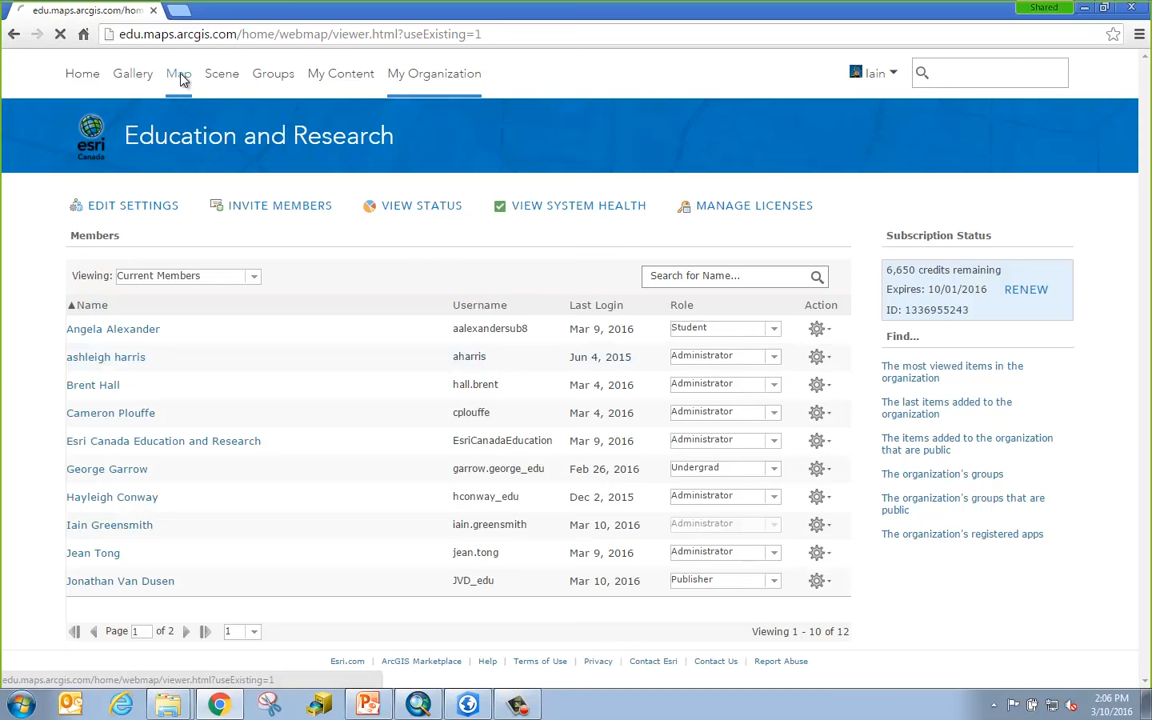 edu.maps.arcgis.com/hom
Shared
edu.maps.arcgis.com/home/webmap/viewer.html?useExisting=1
Home Gallery Map Scene Groups My Content My Organization Iain
esri Canada
Education and Research
EDIT SETTINGS INVITE MEMBERS VIEW STATUS VIEW SYSTEM HEALTH MANAGE LICENSES
Members
Viewing: Current Members Search for Name...
Name Username Last Login Role Action
Angela Alexander aalexandersub8 Mar 9, 2016 Student
ashleigh harris aharris Jun 4, 2015 Administrator
Brent Hall hall.brent Mar 4, 2016 Administrator
Cameron Plouffe cplouffe Mar 4, 2016 Administrator
Esri Canada Education and Research EsriCanadaEducation Mar 9, 2016 Administrator
George Garrow garrow.george_edu Feb 26, 2016 Undergrad
Hayleigh Conway hconway_edu Dec 2, 2015 Administrator
Iain Greensmith iain.greensmith Mar 10, 2016 Administrator
Jean Tong jean.tong Mar 9, 2016 Administrator
Jonathan Van Dusen JVD_edu Mar 10, 2016 Publisher
Page 1 of 2 1 Viewing 1 - 10 of 12
Subscription Status
6,650 credits remaining
Expires: 10/01/2016 RENEW
ID: 1336955243
Find...
The most viewed items in the
organization
The last items added to the
organization
The items added to the organization
that are public
The organization's groups
The organization's groups that are
public
The organization's registered apps
Esri.com ArcGIS Marketplace Help Terms of Use Privacy Contact Esri Contact Us Report Abuse
edu.maps.arcgis.com/home/webmap/viewer.html?useExisting=1
2:06 PM
3/10/2016